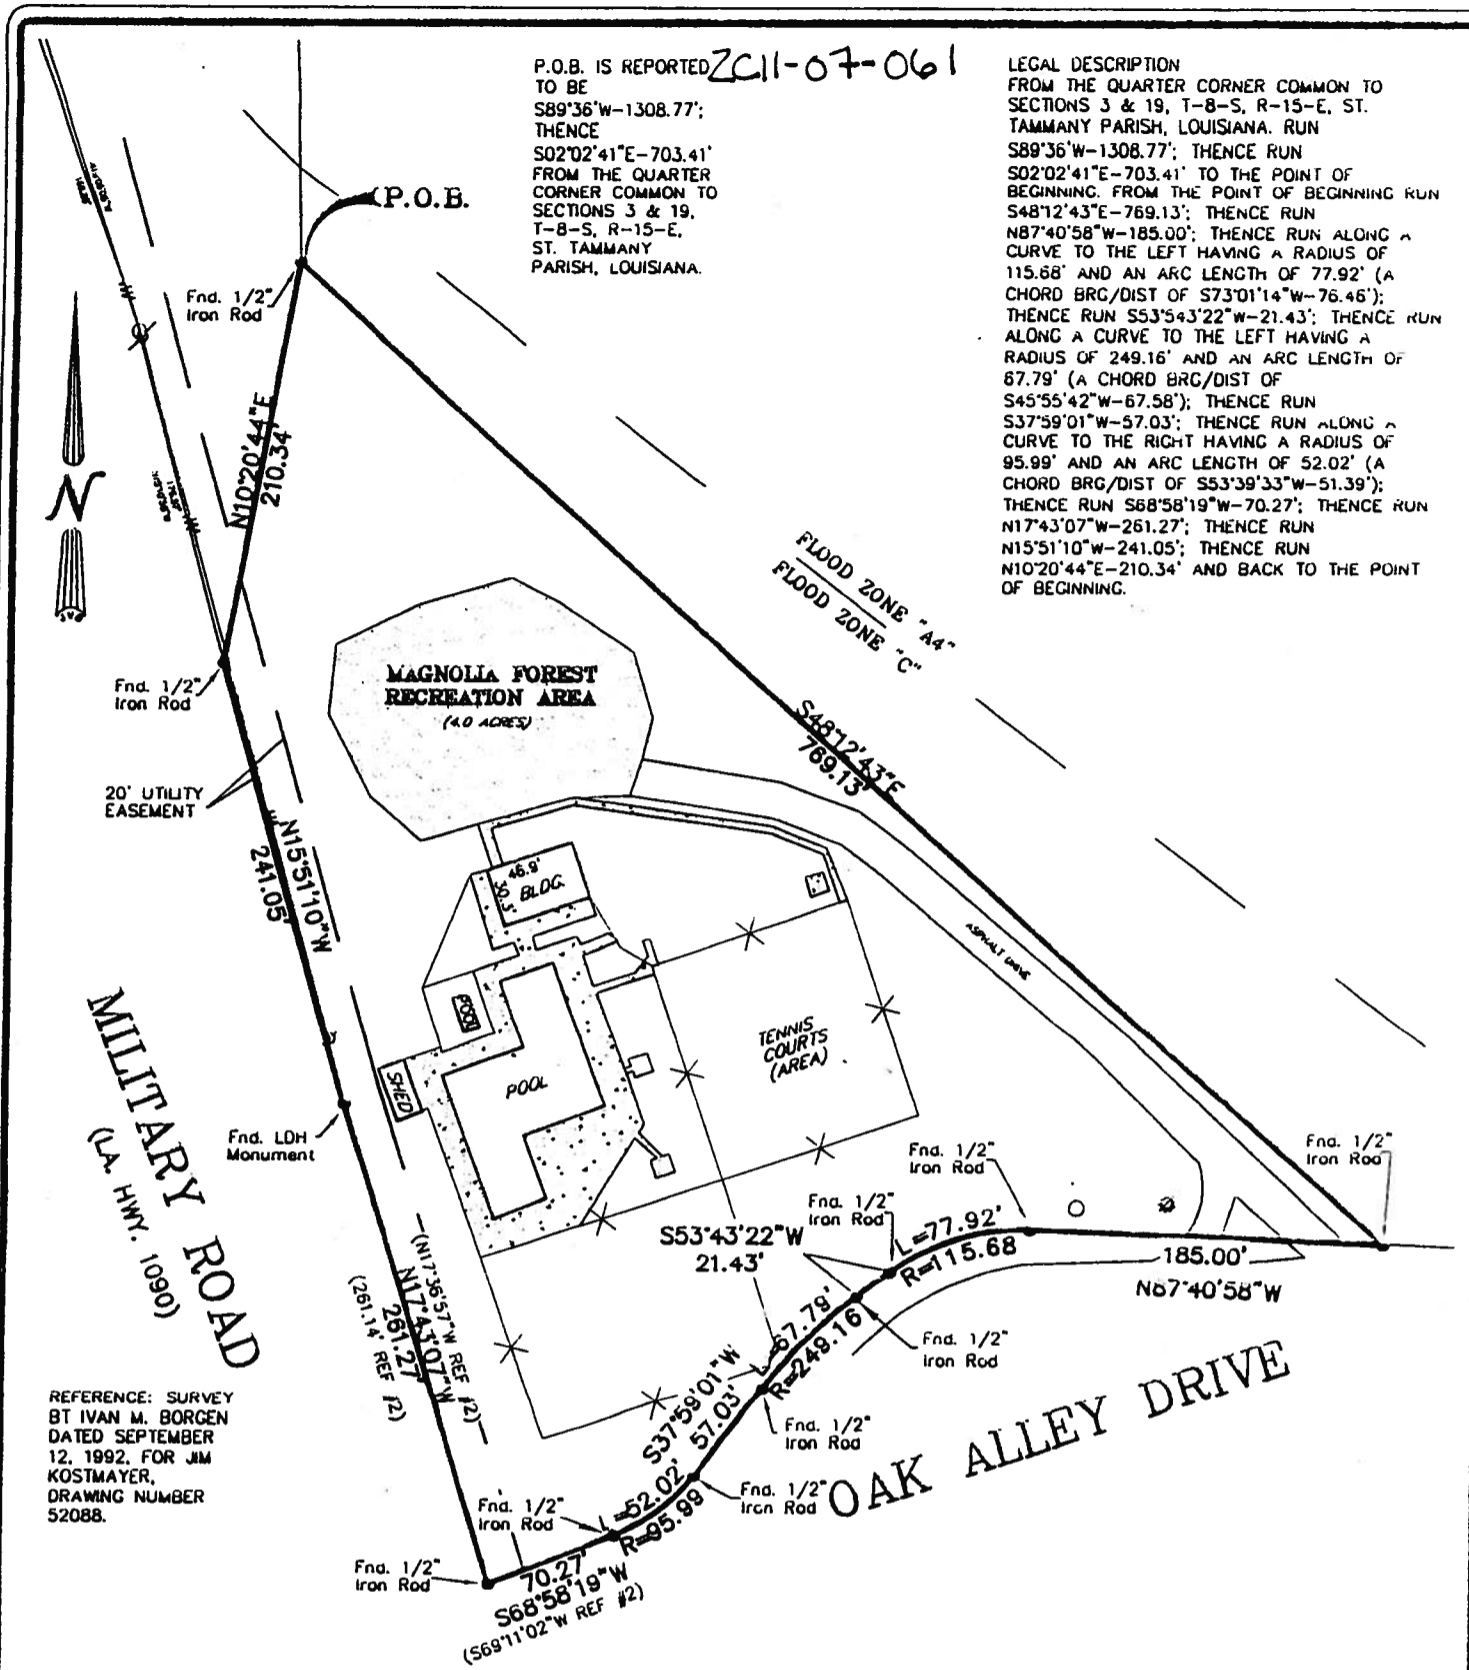 ZC11-07-061
P.O.B. IS REPORTED
TO BE
S89°36'W-1308.77';
THENCE
S02°02'41"E-703.41'
FROM THE QUARTER
CORNER COMMON TO
SECTIONS 3 & 19,
T-8-S, R-15-E,
ST. TAMMANY
PARISH, LOUISIANA.
LEGAL DESCRIPTION
FROM THE QUARTER CORNER COMMON TO
SECTIONS 3 & 19, T-8-S, R-15-E, ST.
TAMMANY PARISH, LOUISIANA. RUN
S89°36'W-1308.77'; THENCE RUN
S02°02'41"E-703.41' TO THE POINT OF
BEGINNING. FROM THE POINT OF BEGINNING RUN
S48°12'43"E-769.13'; THENCE RUN
N87°40'58"W-185.00'; THENCE RUN ALONG A
CURVE TO THE LEFT HAVING A RADIUS OF
115.68' AND AN ARC LENGTH OF 77.92' (A
CHORD BRG/DIST OF S73°01'14"W-76.46');
THENCE RUN S53°543'22"W-21.43'; THENCE RUN
ALONG A CURVE TO THE LEFT HAVING A
RADIUS OF 249.16' AND AN ARC LENGTH OF
67.79' (A CHORD BRG/DIST OF
S45°55'42"W-67.58'); THENCE RUN
S37°59'01"W-57.03'; THENCE RUN ALONG A
CURVE TO THE RIGHT HAVING A RADIUS OF
95.99' AND AN ARC LENGTH OF 52.02' (A
CHORD BRG/DIST OF S53°39'33"W-51.39');
THENCE RUN S68°58'19"W-70.27'; THENCE RUN
N17°43'07"W-261.27'; THENCE RUN
N15°51'10"W-241.05'; THENCE RUN
N10°20'44"E-210.34' AND BACK TO THE POINT
OF BEGINNING.
P.O.B.
Fnd. 1/2"
Iron Rod
N10°20'44"E
210.34'
N
FLOOD ZONE "A4"
FLOOD ZONE "C"
MAGNOLIA FOREST
RECREATION AREA
(4.0 ACRES)
Fnd. 1/2"
Iron Rod
S48°12'43"E
769.13'
20' UTILITY
EASEMENT
N15°51'10"W
241.05'
46.9'
30.3'
BLDG.
ASPHALT DRIVE
POOL
TENNIS
COURTS
(AREA)
SHED
POOL
MILITARY ROAD
(LA. HWY. 1090)
Fnd. LDH
Monument
Fnd. 1/2"
Iron Rod
Fnd. 1/2"
Iron Rod
Fnd. 1/2"
Iron Rod
S53°43'22"W
21.43'
L=77.92'
R=115.68
185.00'
N87°40'58"W
(N17°36'57"W REF #2)
N17°43'07"W
261.27'
(261.14' REF #2)
L=67.79'
R=249.16
Fnd. 1/2"
Iron Rod
S37°59'01"W
57.03'
Fnd. 1/2"
Iron Rod
OAK ALLEY DRIVE
REFERENCE: SURVEY
BT IVAN M. BORGEN
DATED SEPTEMBER
12, 1992, FOR JIM
KOSTMAYER,
DRAWING NUMBER
52088.
Fnd. 1/2"
Iron Rod
L=52.02'
R=95.99
Fnd. 1/2"
Iron Rod
Fnd. 1/2"
Iron Rod
70.27'
S68°58'19"W
(S69°11'02"W REF #2)